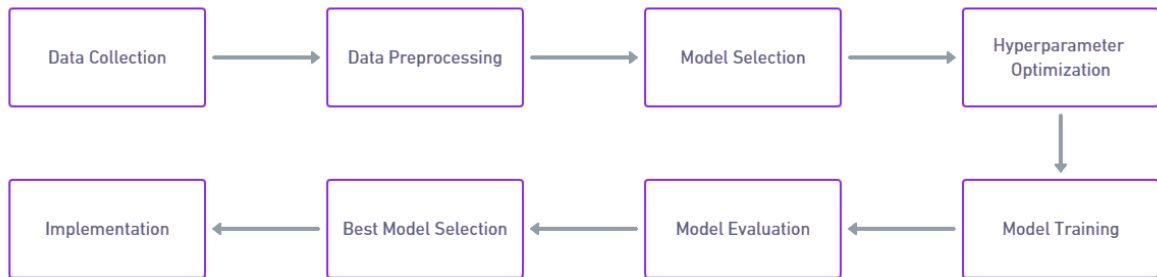 Data Collection
Data Preprocessing
Model Selection
Hyperparameter
Optimization
Implementation
Best Model Selection
Model Evaluation
Model Training